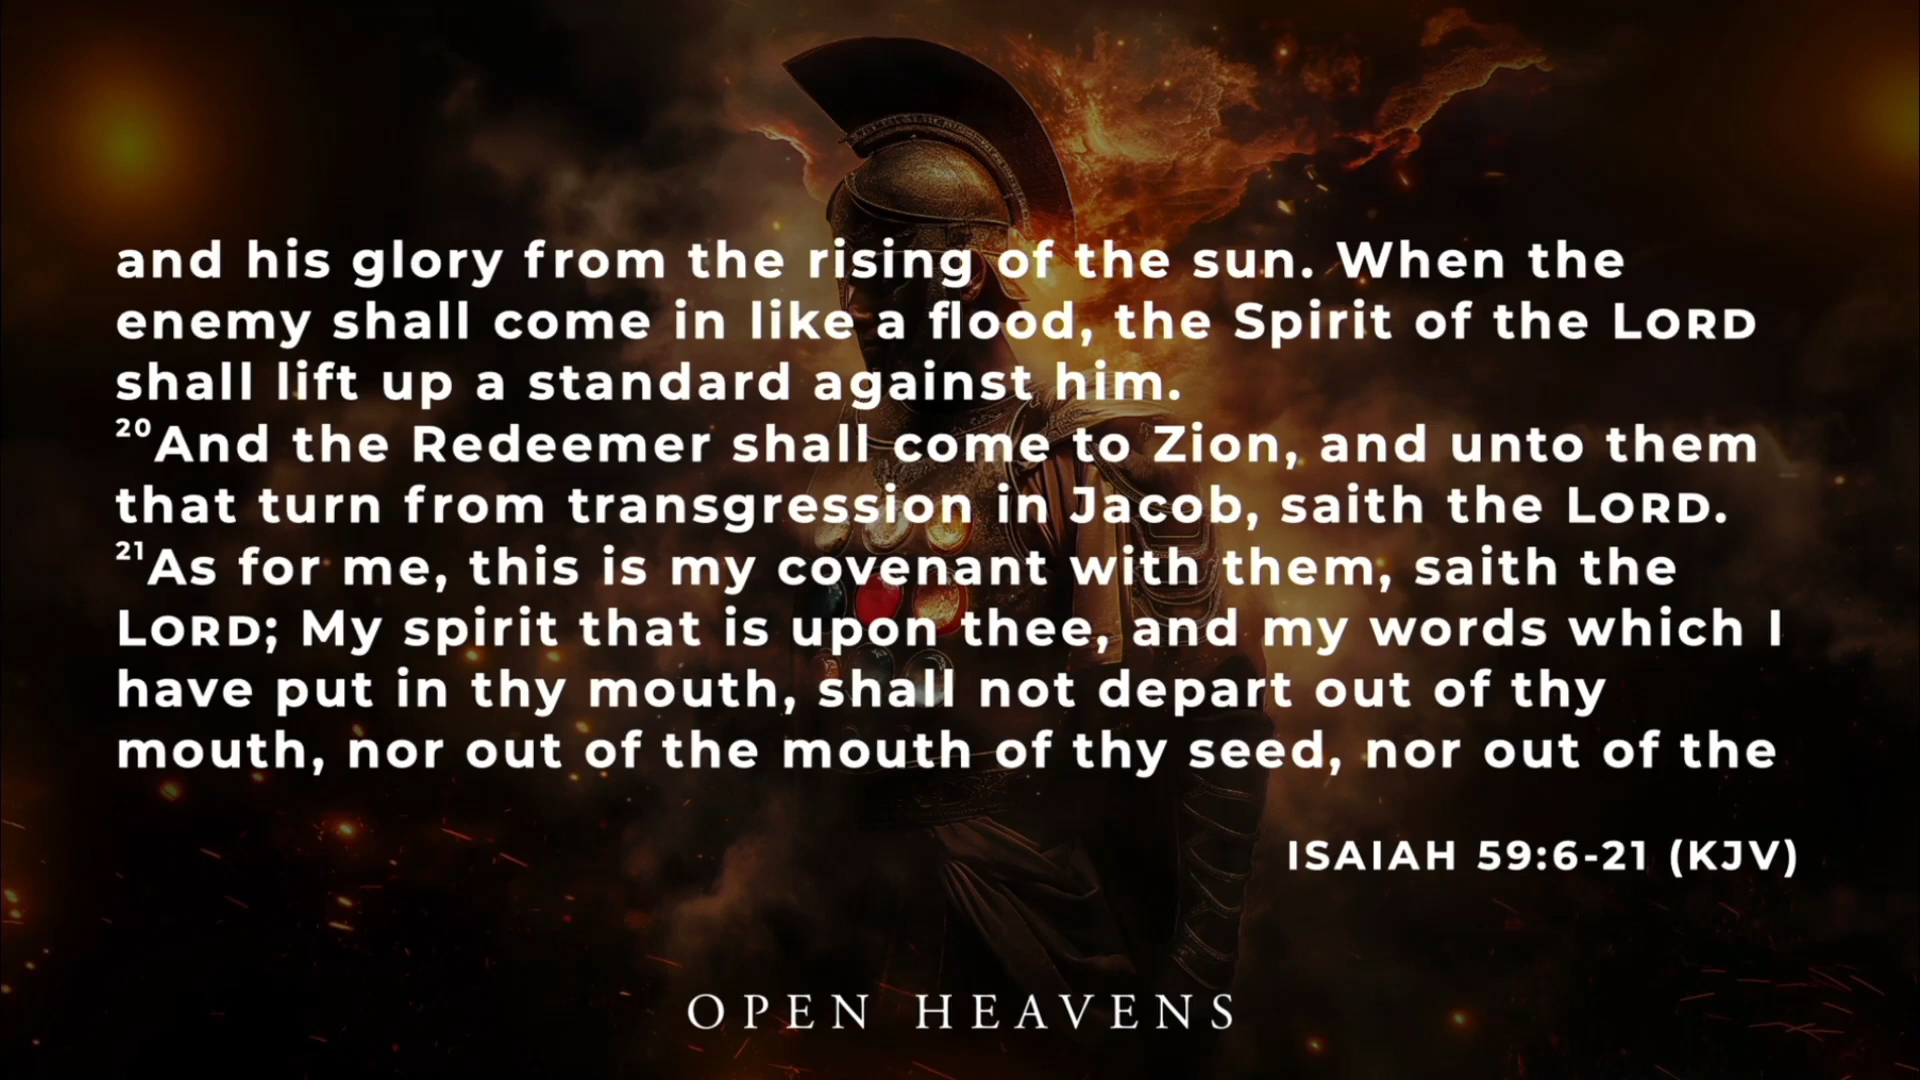 and his glory from the rising of the sun. When the
enemy shall come in like a flood, the Spirit of the LORD
shall lift up a standard against him.
²⁰And the Redeemer shall come to Zion, and unto them
that turn from transgression in Jacob, saith the LORD.
²¹As for me, this is my covenant with them, saith the
LORD; My spirit that is upon thee, and my words which I
have put in thy mouth, shall not depart out of thy
mouth, nor out of the mouth of thy seed, nor out of the
ISAIAH 59:6-21 (KJV)
OPEN HEAVENS